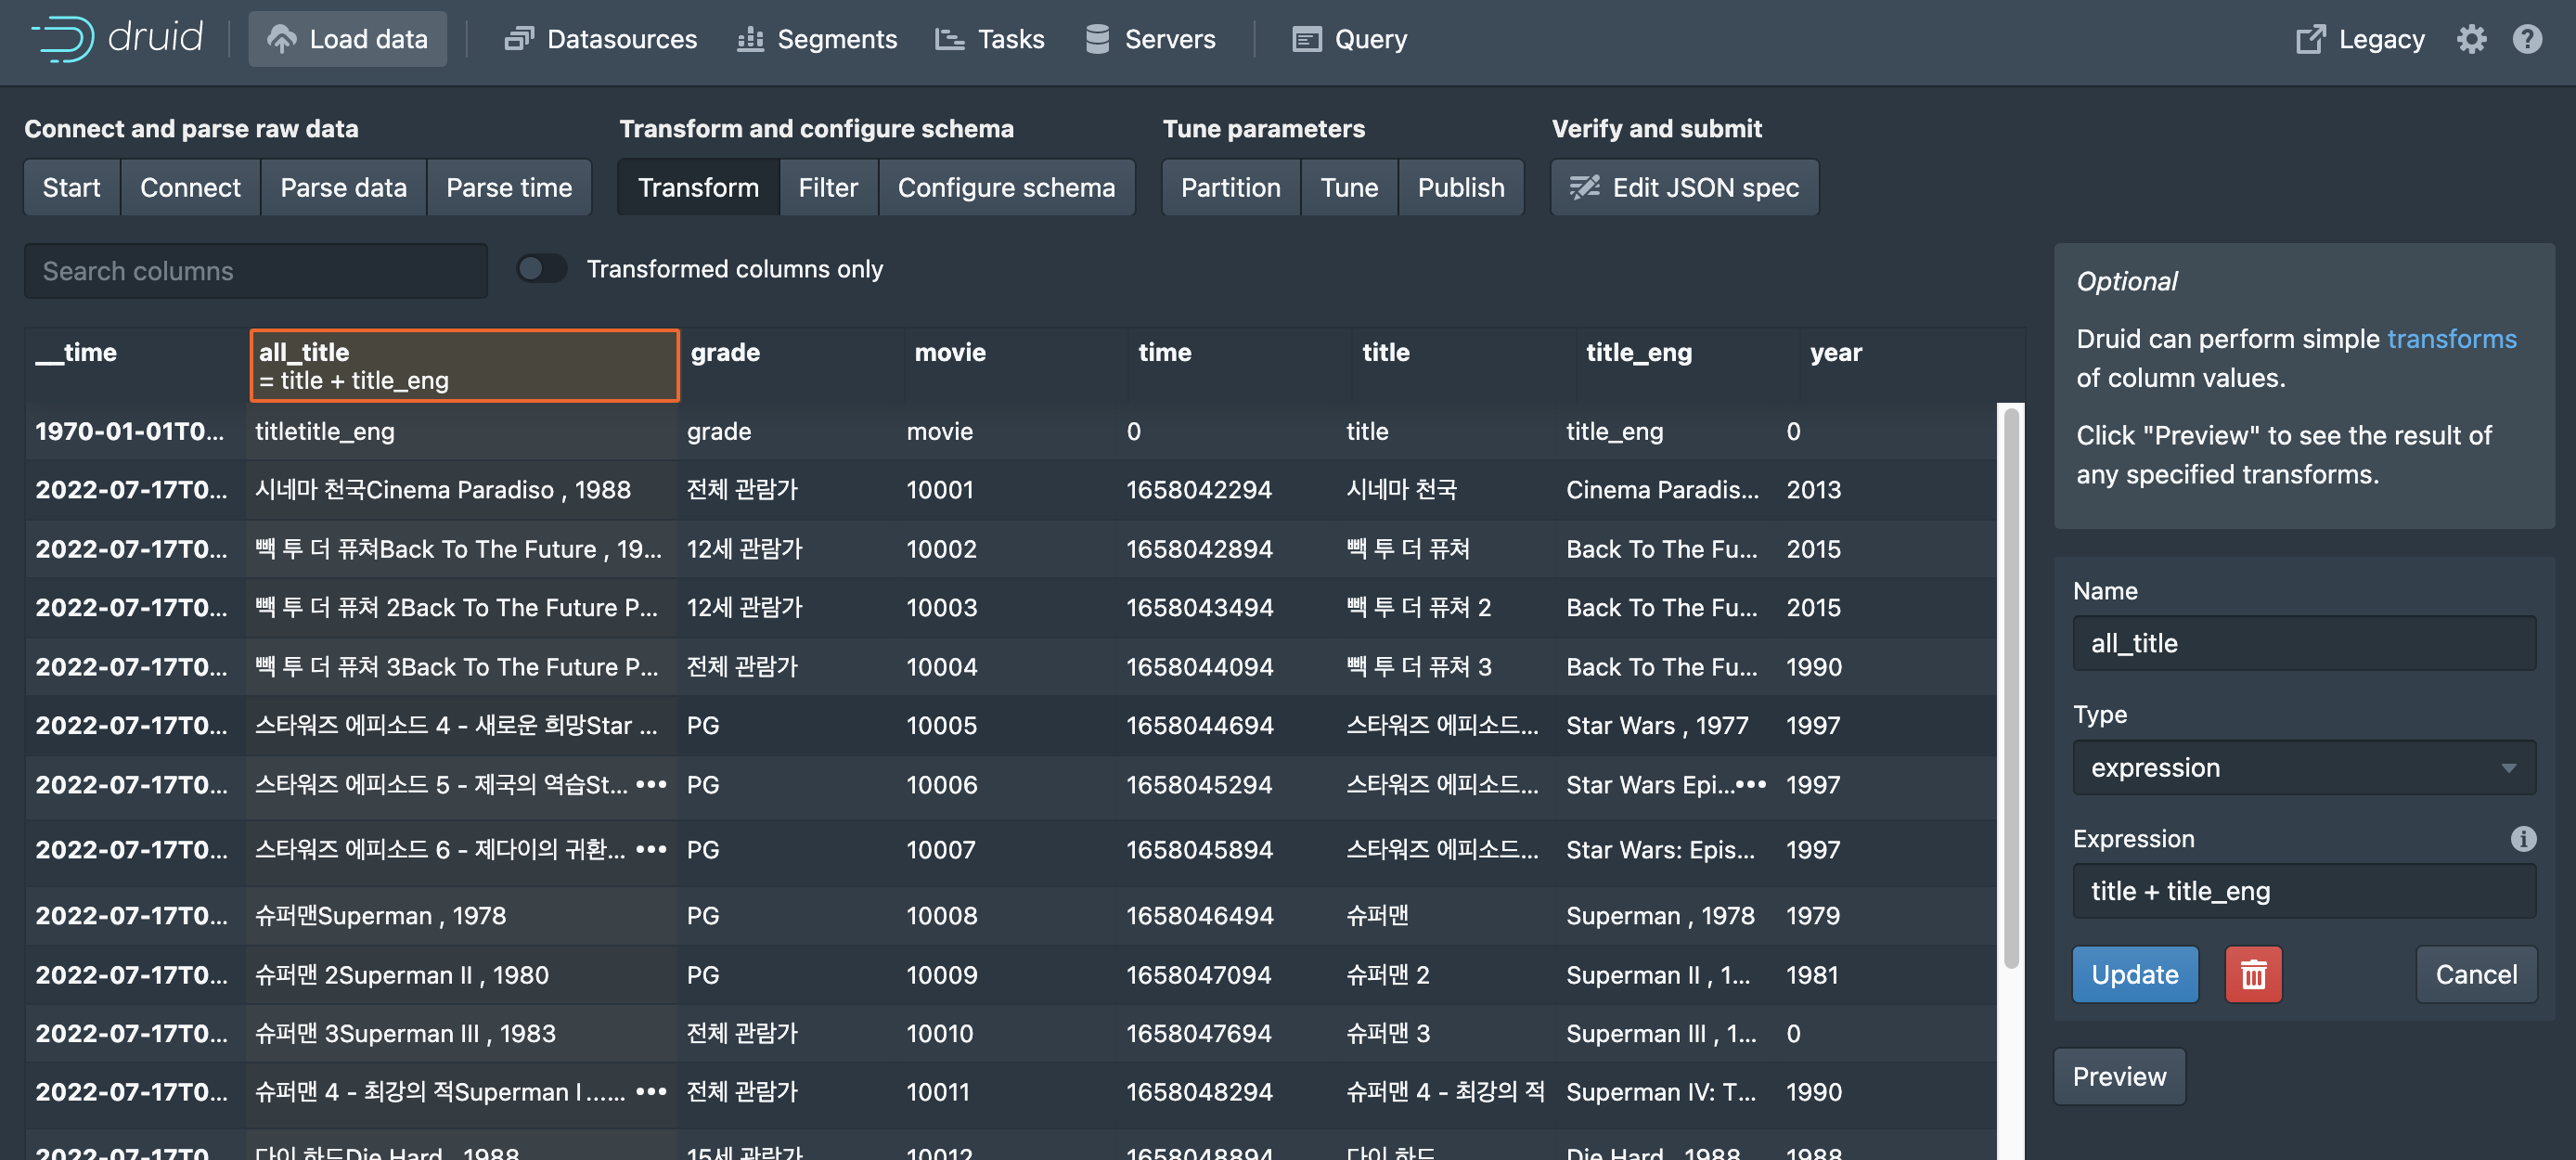 druid Load data Datasources Segments Tasks Servers Query Legacy
Connect and parse raw data Transform and configure schema Tune parameters Verify and submit
Start Connect Parse data Parse time Transform Filter Configure schema Partition Tune Publish Edit JSON spec
Search columns Transformed columns only
__time all_title grade movie time title title_eng year
= title + title_eng
1970-01-01T0... titletitle_eng grade movie 0 title title_eng 0
2022-07-17T0... 시네마 천국Cinema Paradiso , 1988 전체 관람가 10001 1658042294 시네마 천국 Cinema Paradis... 2013
2022-07-17T0... 빽 투 더 퓨쳐Back To The Future , 19... 12세 관람가 10002 1658042894 빽 투 더 퓨쳐 Back To The Fu... 2015
2022-07-17T0... 빽 투 더 퓨쳐 2Back To The Future P... 12세 관람가 10003 1658043494 빽 투 더 퓨쳐 2 Back To The Fu... 2015
2022-07-17T0... 빽 투 더 퓨쳐 3Back To The Future P... 전체 관람가 10004 1658044094 빽 투 더 퓨쳐 3 Back To The Fu... 1990
2022-07-17T0... 스타워즈 에피소드 4 - 새로운 희망Star ... PG 10005 1658044694 스타워즈 에피소드... Star Wars , 1977 1997
2022-07-17T0... 스타워즈 에피소드 5 - 제국의 역습St... ••• PG 10006 1658045294 스타워즈 에피소드... Star Wars Epi...••• 1997
2022-07-17T0... 스타워즈 에피소드 6 - 제다이의 귀환... ••• PG 10007 1658045894 스타워즈 에피소드... Star Wars: Epis... 1997
2022-07-17T0... 슈퍼맨Superman , 1978 PG 10008 1658046494 슈퍼맨 Superman , 1978 1979
2022-07-17T0... 슈퍼맨 2Superman II , 1980 PG 10009 1658047094 슈퍼맨 2 Superman II , 1... 1981
2022-07-17T0... 슈퍼맨 3Superman III , 1983 전체 관람가 10010 1658047694 슈퍼맨 3 Superman III , 1... 0
2022-07-17T0... 슈퍼맨 4 - 최강의 적Superman I...... ••• 전체 관람가 10011 1658048294 슈퍼맨 4 - 최강의 적 Superman IV: T... 1990
2022-07-17T0... 다이 하드Die Hard , 1988 15세 관람가 10012 1658048894 다이 하드 Die Hard , 1988 1988
Optional
Druid can perform simple transforms
of column values.
Click "Preview" to see the result of
any specified transforms.
Name
all_title
Type
expression
Expression
title + title_eng
Update Cancel
Preview